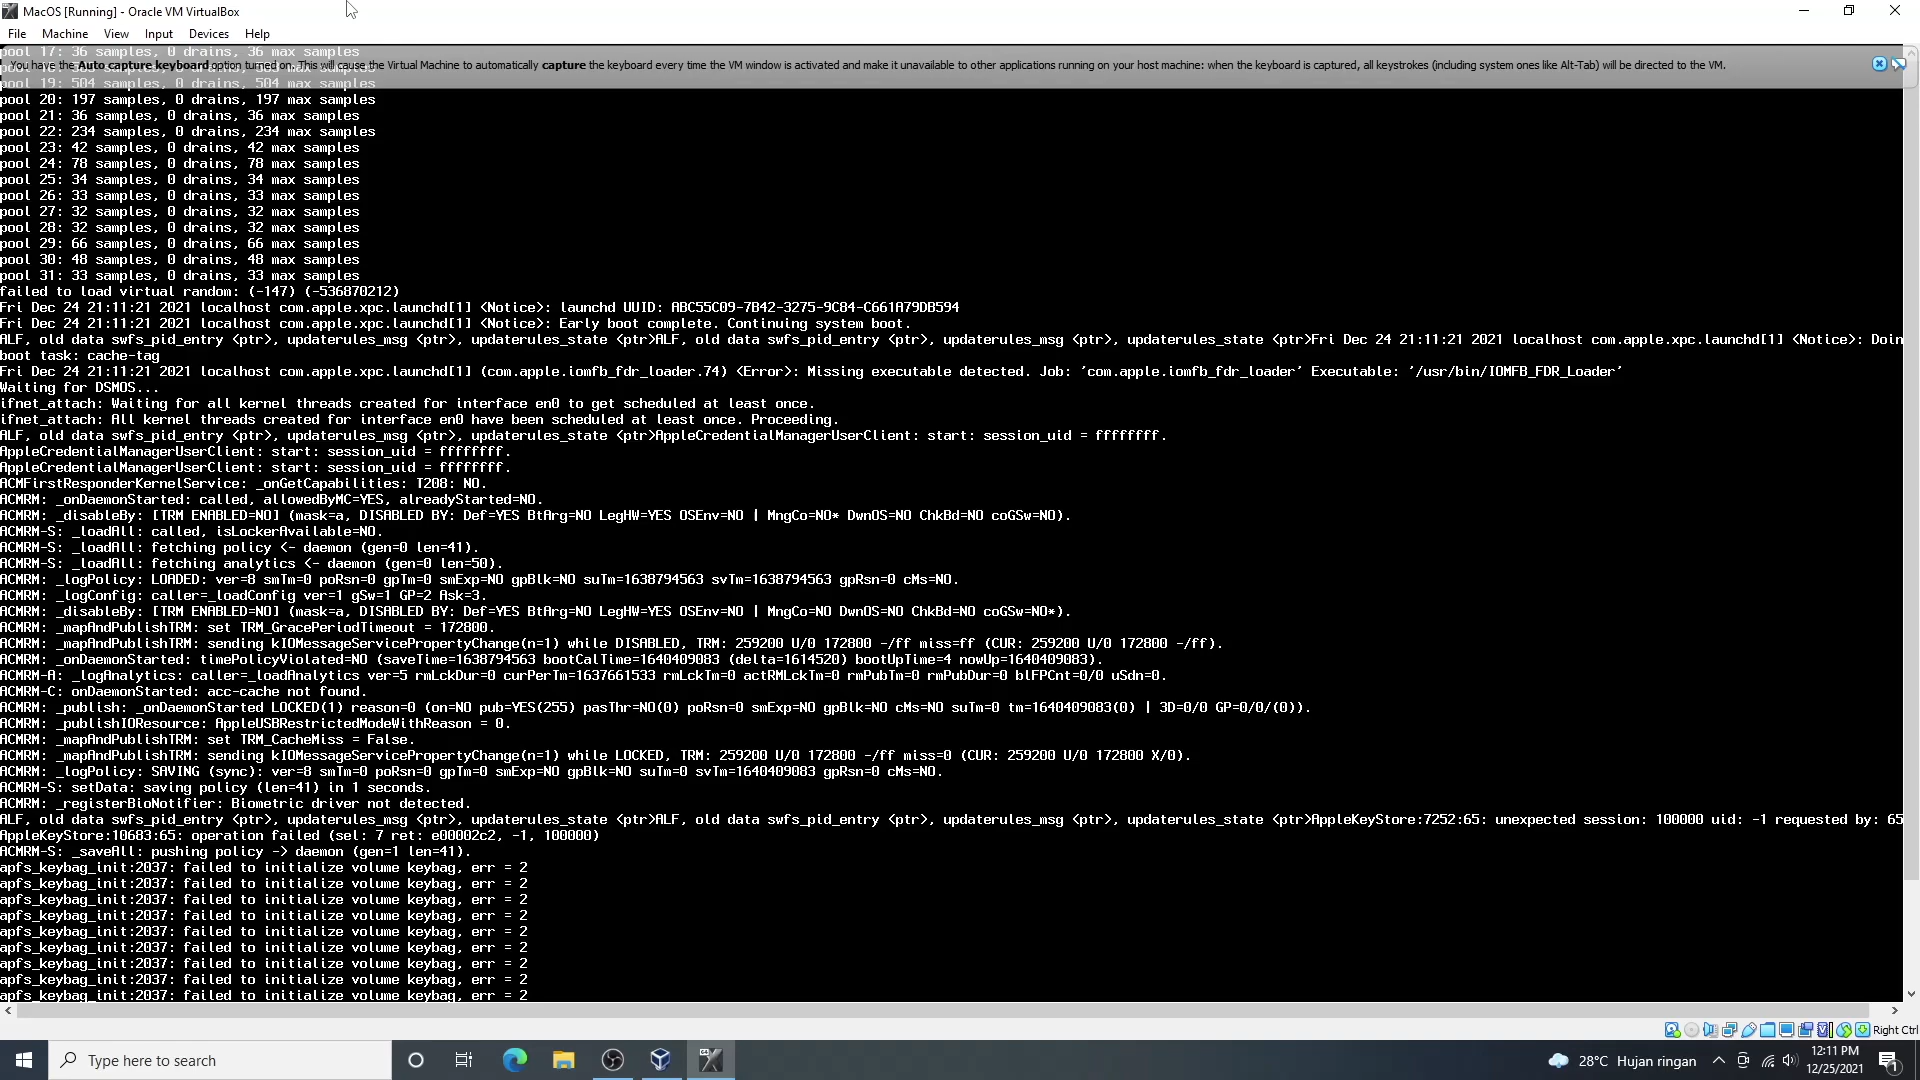 MacOS [Running] - Oracle VM VirtualBox
File Machine View Input Devices Help
pool 17: 36 samples, 0 drains, 36 max samples
You have the Auto capture keyboard option turned on. This will cause the Virtual Machine to automatically capture the keyboard every time the VM window is activated and make it unavailable to other applications running on your host machine: when the keyboard is captured, all keystrokes (including system ones like Alt-Tab) will be directed to the VM.
pool 19: 504 samples, 0 drains, 504 max samples
pool 20: 197 samples, 0 drains, 197 max samples
pool 21: 36 samples, 0 drains, 36 max samples
pool 22: 234 samples, 0 drains, 234 max samples
pool 23: 42 samples, 0 drains, 42 max samples
pool 24: 78 samples, 0 drains, 78 max samples
pool 25: 34 samples, 0 drains, 34 max samples
pool 26: 33 samples, 0 drains, 33 max samples
pool 27: 32 samples, 0 drains, 32 max samples
pool 28: 32 samples, 0 drains, 32 max samples
pool 29: 66 samples, 0 drains, 66 max samples
pool 30: 48 samples, 0 drains, 48 max samples
pool 31: 33 samples, 0 drains, 33 max samples
failed to load virtual random: (-147) (-536870212)
Fri Dec 24 21:11:21 2021 localhost com.apple.xpc.launchd[1] <Notice>: launchd UUID: ABC55C09-7B42-3275-9C84-C661A79DB594
Fri Dec 24 21:11:21 2021 localhost com.apple.xpc.launchd[1] <Notice>: Early boot complete. Continuing system boot.
ALF, old data swfs_pid_entry <ptr>, updaterules_msg <ptr>, updaterules_state <ptr>ALF, old data swfs_pid_entry <ptr>, updaterules_msg <ptr>, updaterules_state <ptr>Fri Dec 24 21:11:21 2021 localhost com.apple.xpc.launchd[1] <Notice>: Doin
boot task: cache-tag
Fri Dec 24 21:11:21 2021 localhost com.apple.xpc.launchd[1] (com.apple.iomfb_fdr_loader.74) <Error>: Missing executable detected. Job: 'com.apple.iomfb_fdr_loader' Executable: '/usr/bin/IOMFB_FDR_Loader'
Waiting for DSMOS...
ifnet_attach: Waiting for all kernel threads created for interface en0 to get scheduled at least once.
ifnet_attach: All kernel threads created for interface en0 have been scheduled at least once. Proceeding.
ALF, old data swfs_pid_entry <ptr>, updaterules_msg <ptr>, updaterules_state <ptr>AppleCredentialManagerUserClient: start: session_uid = ffffffff.
AppleCredentialManagerUserClient: start: session_uid = ffffffff.
AppleCredentialManagerUserClient: start: session_uid = ffffffff.
ACMFirstResponderKernelService: _onGetCapabilities: T208: NO.
ACMRM: _onDaemonStarted: called, allowedByMC=YES, alreadyStarted=NO.
ACMRM: _disableBy: [TRM ENABLED=NO] (mask=a, DISABLED BY: Def=YES BtArg=NO LegHW=YES OSEnv=NO | MngCo=NO* DwnOS=NO ChkBd=NO coGSw=NO).
ACMRM-S: _loadAll: called, isLockerAvailable=NO.
ACMRM-S: _loadAll: fetching policy <- daemon (gen=0 len=41).
ACMRM-S: _loadAll: fetching analytics <- daemon (gen=0 len=50).
ACMRM: _logPolicy: LOADED: ver=8 smTm=0 poRsn=0 gpTm=0 smExp=NO gpBlk=NO suTm=1638794563 svTm=1638794563 gpRsn=0 cMs=NO.
ACMRM: _logConfig: caller=_loadConfig ver=1 gSw=1 GP=2 Ask=3.
ACMRM: _disableBy: [TRM ENABLED=NO] (mask=a, DISABLED BY: Def=YES BtArg=NO LegHW=YES OSEnv=NO | MngCo=NO DwnOS=NO ChkBd=NO coGSw=NO*).
ACMRM: _mapAndPublishTRM: set TRM_GracePeriodTimeout = 172800.
ACMRM: _mapAndPublishTRM: sending kIOMessageServicePropertyChange(n=1) while DISABLED, TRM: 259200 U/0 172800 -/ff miss=ff (CUR: 259200 U/0 172800 -/ff).
ACMRM: _onDaemonStarted: timePolicyViolated=NO (saveTime=1638794563 bootCalTime=1640409083 (delta=1614520) bootUpTime=4 nowUp=1640409083).
ACMRM-A: _logAnalytics: caller=_loadAnalytics ver=5 rmLckDur=0 curPerTm=1637661533 rmLckTm=0 actRMLckTm=0 rmPubTm=0 rmPubDur=0 blFPCnt=0/0 uSdn=0.
ACMRM-C: onDaemonStarted: acc-cache not found.
ACMRM: _publish: _onDaemonStarted LOCKED(1) reason=0 (on=NO pub=YES(255) pasThr=NO(0) poRsn=0 smExp=NO gpBlk=NO cMs=NO suTm=0 tm=1640409083(0) | 3D=0/0 GP=0/0/(0)).
ACMRM: _publishIOResource: AppleUSBRestrictedModeWithReason = 0.
ACMRM: _mapAndPublishTRM: set TRM_CacheMiss = False.
ACMRM: _mapAndPublishTRM: sending kIOMessageServicePropertyChange(n=1) while LOCKED, TRM: 259200 U/0 172800 -/ff miss=0 (CUR: 259200 U/0 172800 X/0).
ACMRM: _logPolicy: SAVING (sync): ver=8 smTm=0 poRsn=0 gpTm=0 smExp=NO gpBlk=NO suTm=0 svTm=1640409083 gpRsn=0 cMs=NO.
ACMRM-S: setData: saving policy (len=41) in 1 seconds.
ACMRM: _registerBioNotifier: Biometric driver not detected.
ALF, old data swfs_pid_entry <ptr>, updaterules_msg <ptr>, updaterules_state <ptr>ALF, old data swfs_pid_entry <ptr>, updaterules_msg <ptr>, updaterules_state <ptr>AppleKeyStore:7252:65: unexpected session: 100000 uid: -1 requested by: 65
AppleKeyStore:10683:65: operation failed (sel: 7 ret: e00002c2, -1, 100000)
ACMRM-S: _saveAll: pushing policy -> daemon (gen=1 len=41).
apfs_keybag_init:2037: failed to initialize volume keybag, err = 2
apfs_keybag_init:2037: failed to initialize volume keybag, err = 2
apfs_keybag_init:2037: failed to initialize volume keybag, err = 2
apfs_keybag_init:2037: failed to initialize volume keybag, err = 2
apfs_keybag_init:2037: failed to initialize volume keybag, err = 2
apfs_keybag_init:2037: failed to initialize volume keybag, err = 2
apfs_keybag_init:2037: failed to initialize volume keybag, err = 2
apfs_keybag_init:2037: failed to initialize volume keybag, err = 2
apfs_keybag_init:2037: failed to initialize volume keybag, err = 2
Right Ctrl
Type here to search
28°C Hujan ringan
12:11 PM
12/25/2021
1